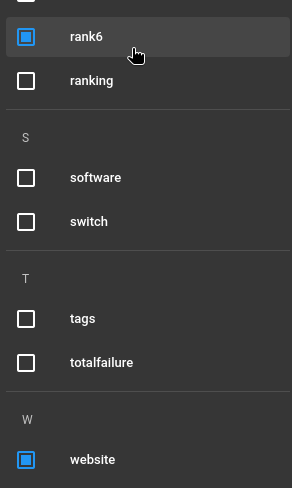 rank6
ranking
S
software
switch
T
tags
totalfailure
W
website